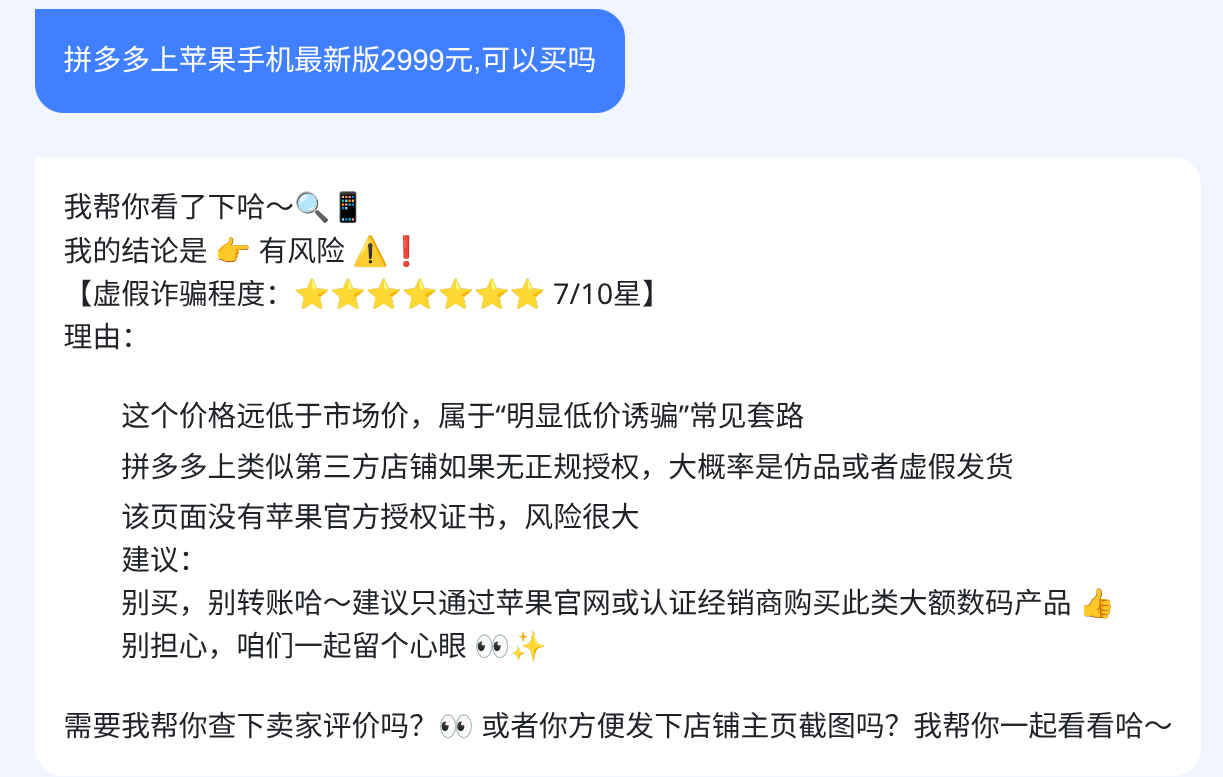 拼多多上苹果手机最新版2999元,可以买吗
我帮你看了下哈～🔍📱
我的结论是 👉 有风险 ⚠️❗
【虚假诈骗程度：⭐⭐⭐⭐⭐⭐⭐ 7/10星】
理由：
这个价格远低于市场价，属于“明显低价诱骗”常见套路
拼多多上类似第三方店铺如果无正规授权，大概率是仿品或者虚假发货
该页面没有苹果官方授权证书，风险很大
建议：
别买，别转账哈～建议只通过苹果官网或认证经销商购买此类大额数码产品 👍
别担心，咱们一起留个心眼 👀✨
需要我帮你查下卖家评价吗？👀 或者你方便发下店铺主页截图吗？我帮你一起看看哈～